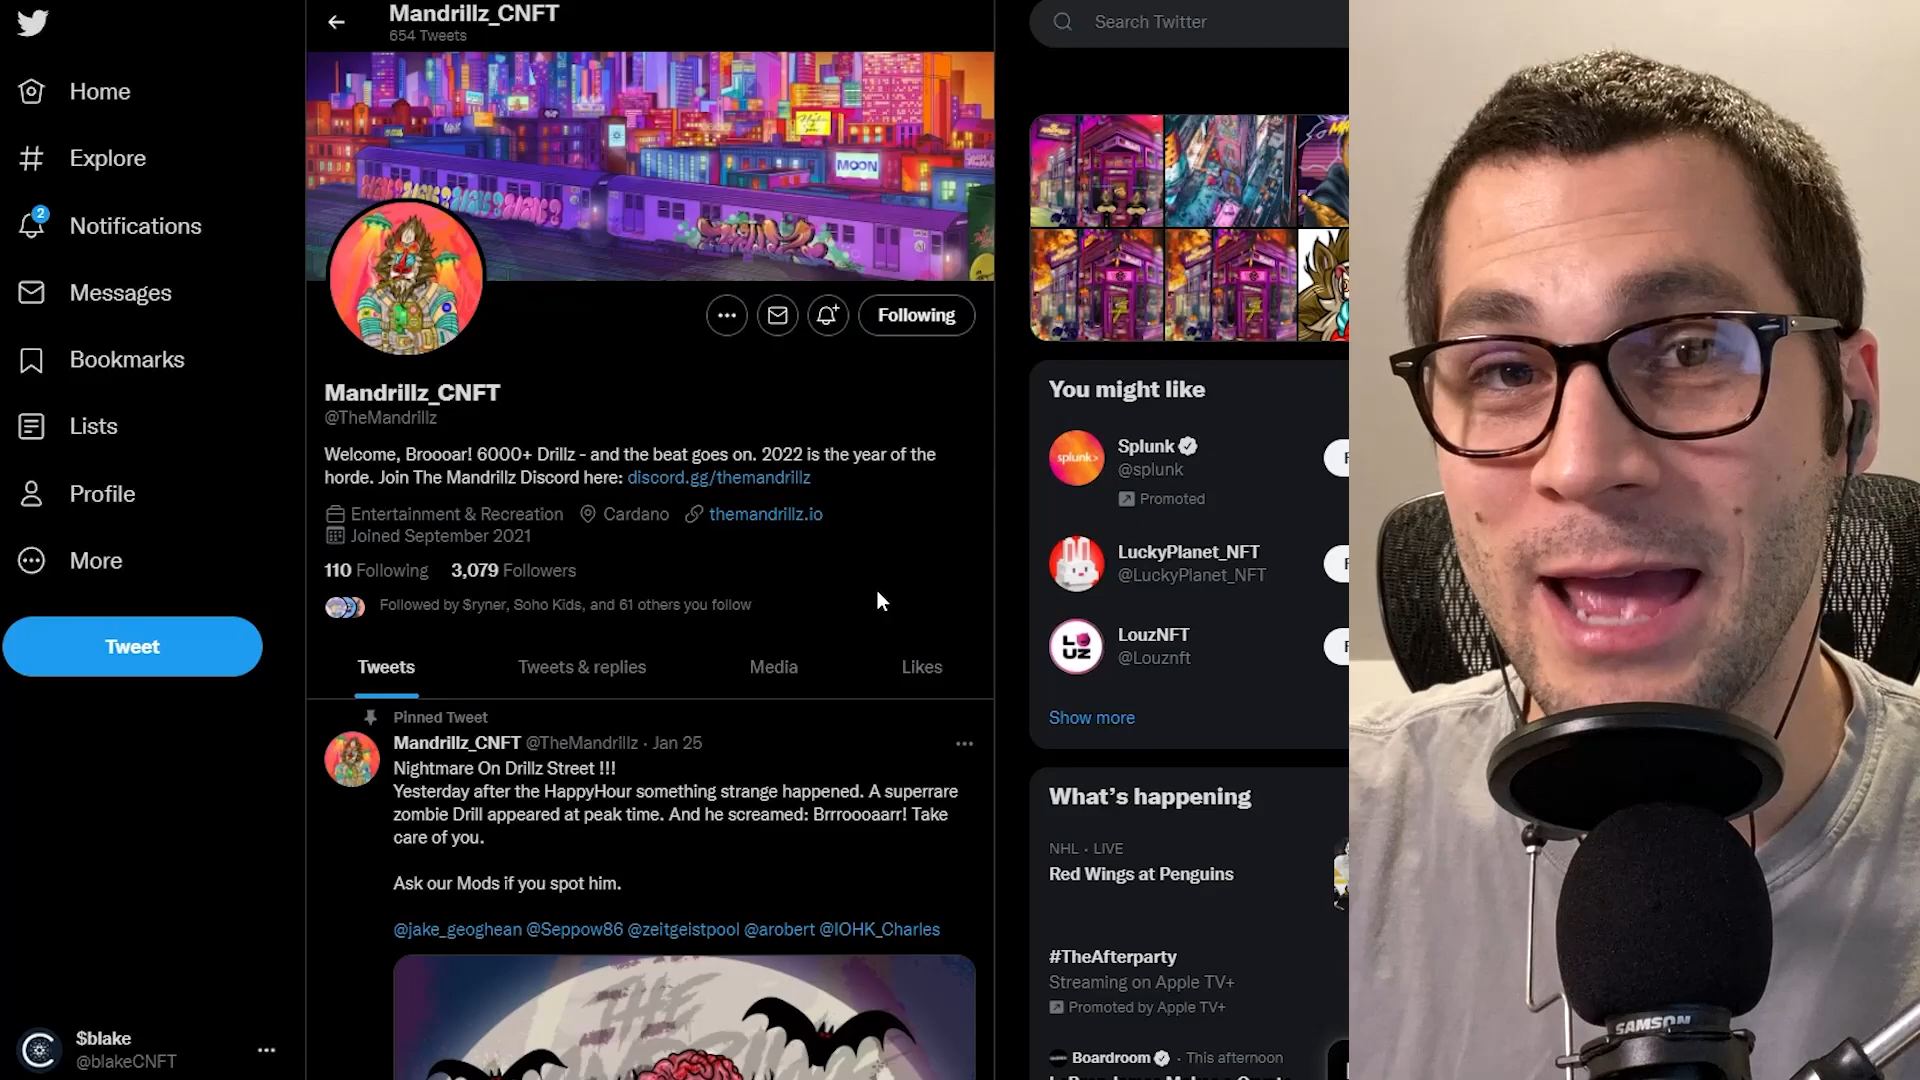 Mandrillz_CNFT
654 Tweets
Search Twitter
Home
Explore
2
Notifications
Messages
Bookmarks
Lists
Profile
More
Tweet
$blake
@blakeCNFT
MOON
Following
Mandrillz_CNFT
@TheMandrillz
Welcome, Broooar! 6000+ Drillz - and the beat goes on. 2022 is the year of the
horde. Join The Mandrillz Discord here: discord.gg/themandrillz
Entertainment & Recreation Cardano themandrillz.io
Joined September 2021
110 Following 3,079 Followers
Followed by $ryner, Soho Kids, and 61 others you follow
Tweets Tweets & replies Media Likes
Pinned Tweet
Mandrillz_CNFT @TheMandrillz · Jan 25
Nightmare On Drillz Street !!!
Yesterday after the HappyHour something strange happened. A superrare
zombie Drill appeared at peak time. And he screamed: Brrroooaarr! Take
care of you.
Ask our Mods if you spot him.
@jake_geoghean @Seppow86 @zeitgeistpool @arobert @IOHK_Charles
THE
You might like
splunk>
Splunk
@splunk
Promoted
LuckyPlanet_NFT
@LuckyPlanet_NFT
LOUZ
LouzNFT
@Louznft
Show more
What's happening
NHL · LIVE
Red Wings at Penguins
#TheAfterparty
Streaming on Apple TV+
Promoted by Apple TV+
Boardroom · This afternoon
SAMSON